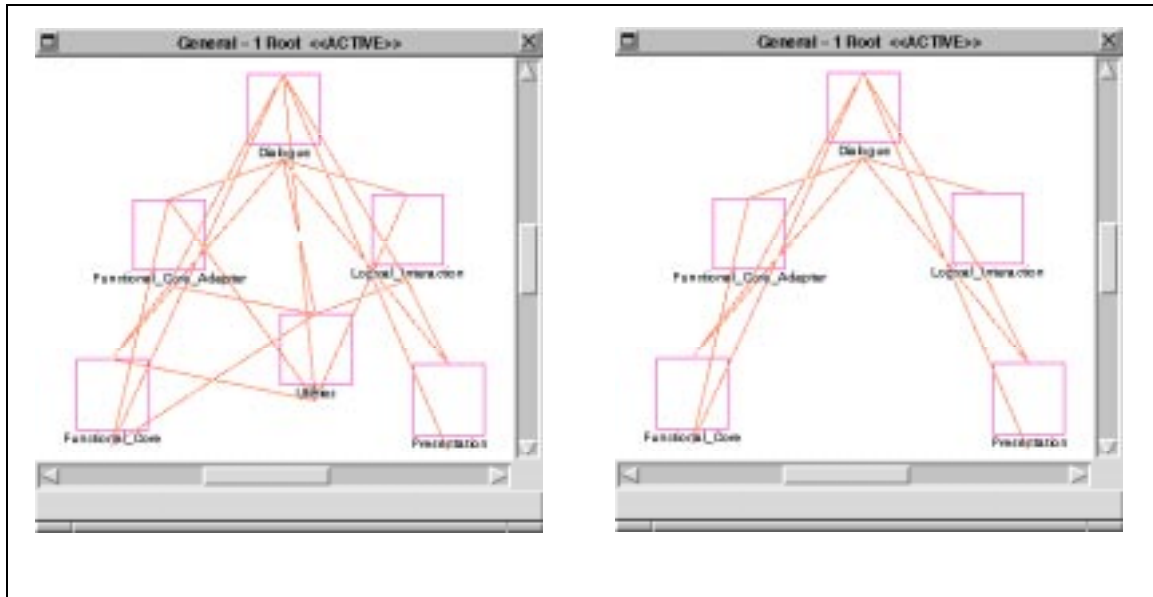 General - 1 Root <<ACTIVE>>
Dialogue
Functional_Core_Adapter
Logical_Interaction
Utilities
Functional_Core
Presentation
General - 1 Root <<ACTIVE>>
Dialogue
Functional_Core_Adapter
Logical_Interaction
Functional_Core
Presentation